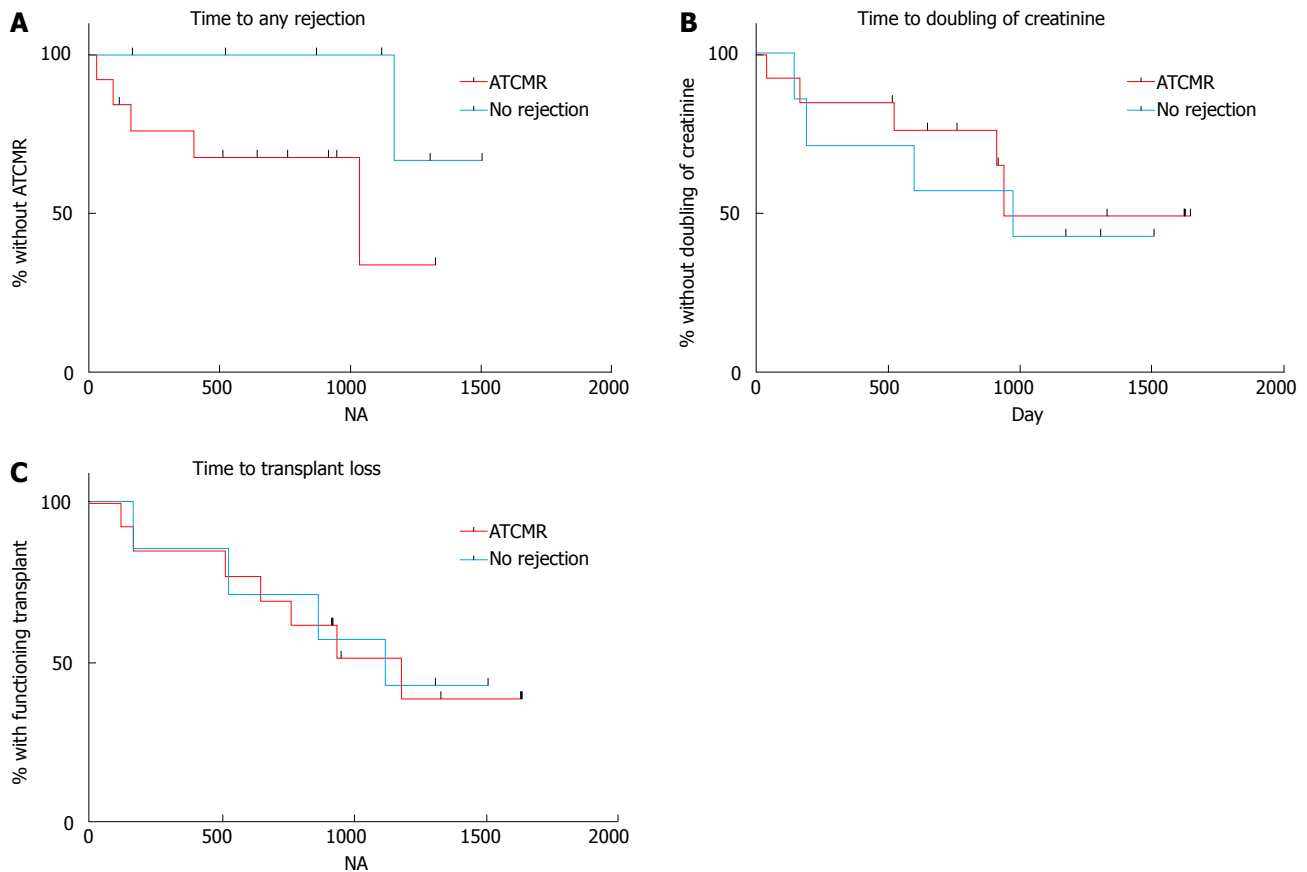 A
Time to any rejection
100
50
0
% without ATCMR
ATCMR
No rejection
0 500 1000 1500 2000
NA
B
Time to doubling of creatinine
100
50
0
% without doubling of creatinine
ATCMR
No rejection
0 500 1000 1500 2000
Day
C
Time to transplant loss
100
50
0
% with functioning transplant
ATCMR
No rejection
0 500 1000 1500 2000
NA